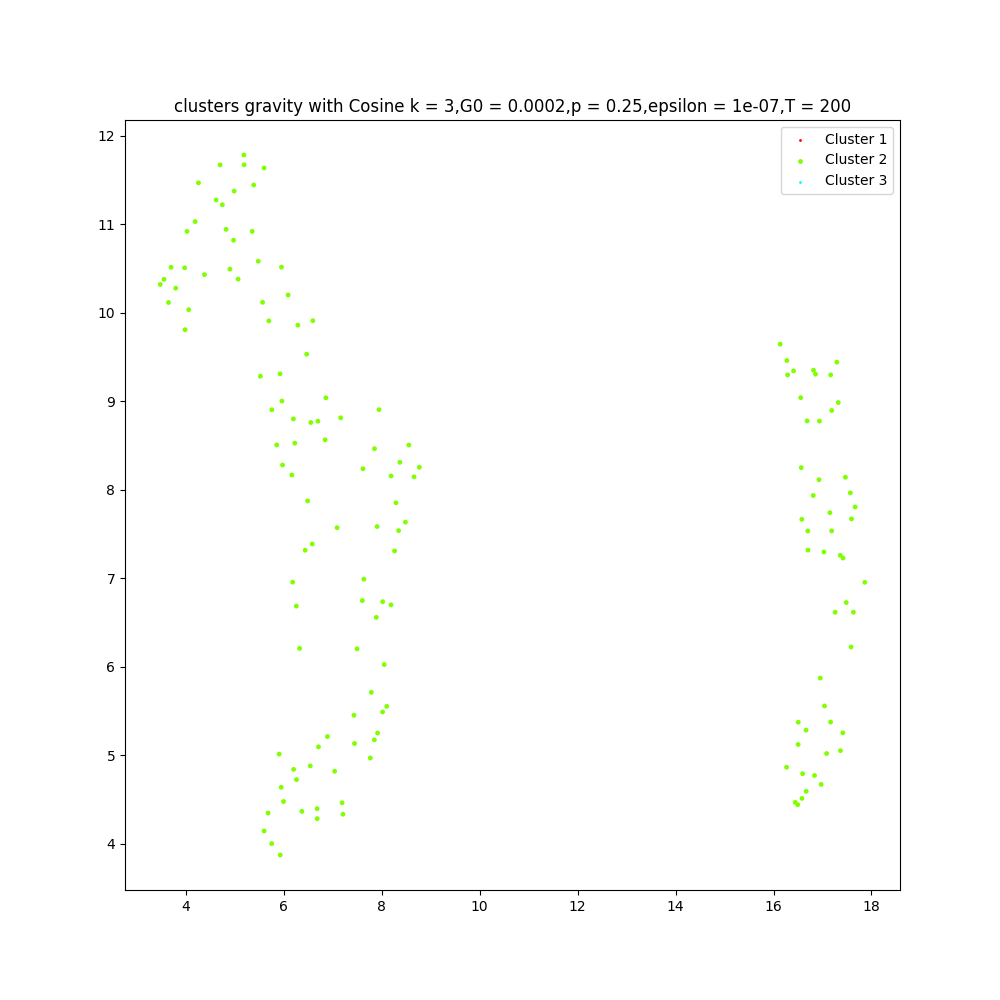 clusters gravity with Cosine k = 3,G0 = 0.0002,p = 0.25,epsilon = 1e-07,T = 200
Cluster 1
Cluster 2
Cluster 3
12
11
10
9
8
7
6
5
4
4 6 8 10 12 14 16 18